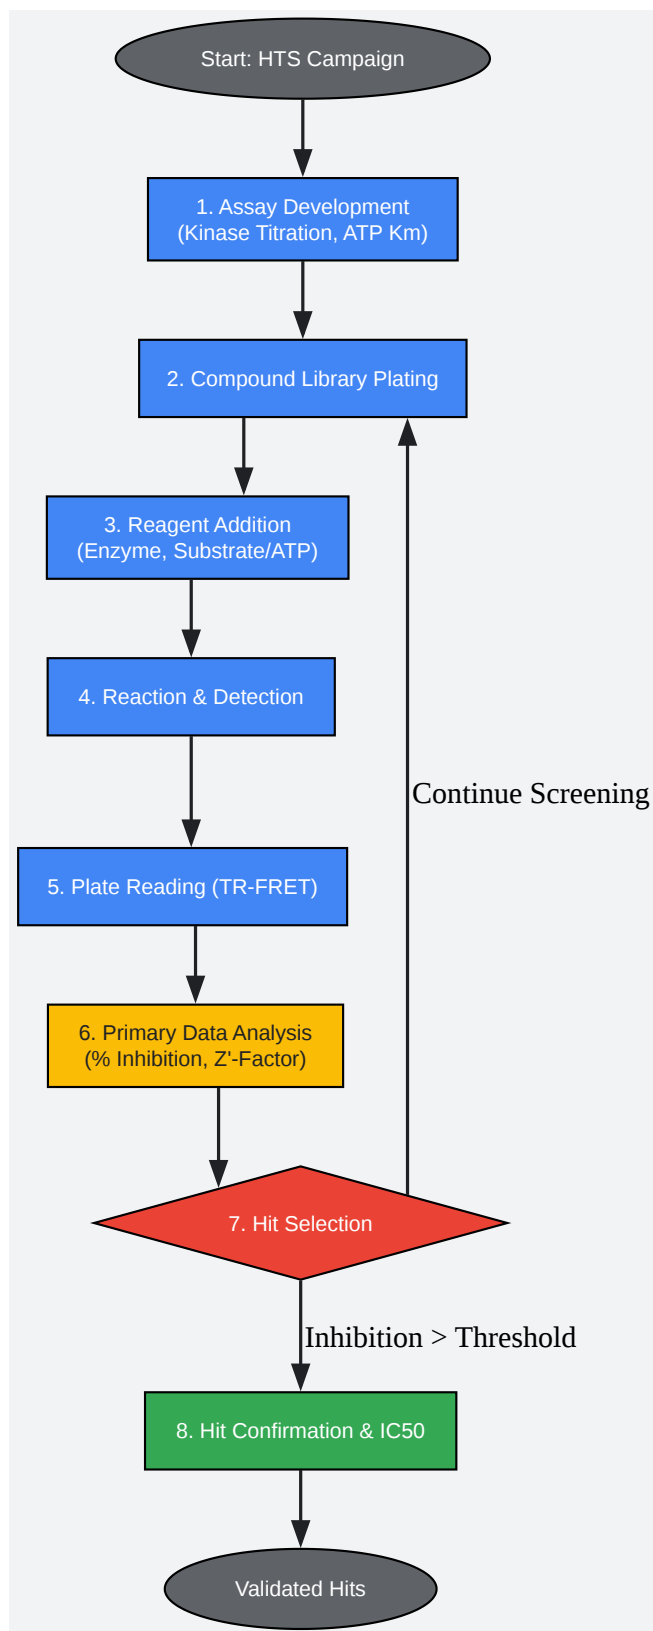 Start: HTS Campaign
1. Assay Development
(Kinase Titration, ATP Km)
2. Compound Library Plating
3. Reagent Addition
(Enzyme, Substrate/ATP)
4. Reaction & Detection
Continue Screening
5. Plate Reading (TR-FRET)
6. Primary Data Analysis
(% Inhibition, Z'-Factor)
7. Hit Selection
Inhibition > Threshold
8. Hit Confirmation & IC50
Validated Hits